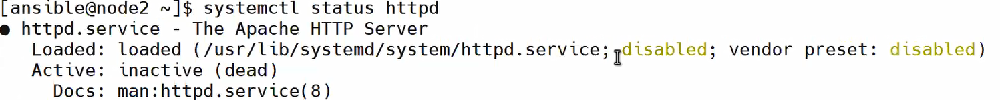 [ansible@node2 ~]$ systemctl status httpd
● httpd.service - The Apache HTTP Server
   Loaded: loaded (/usr/lib/systemd/system/httpd.service; disabled; vendor preset: disabled)
   Active: inactive (dead)
     Docs: man:httpd.service(8)